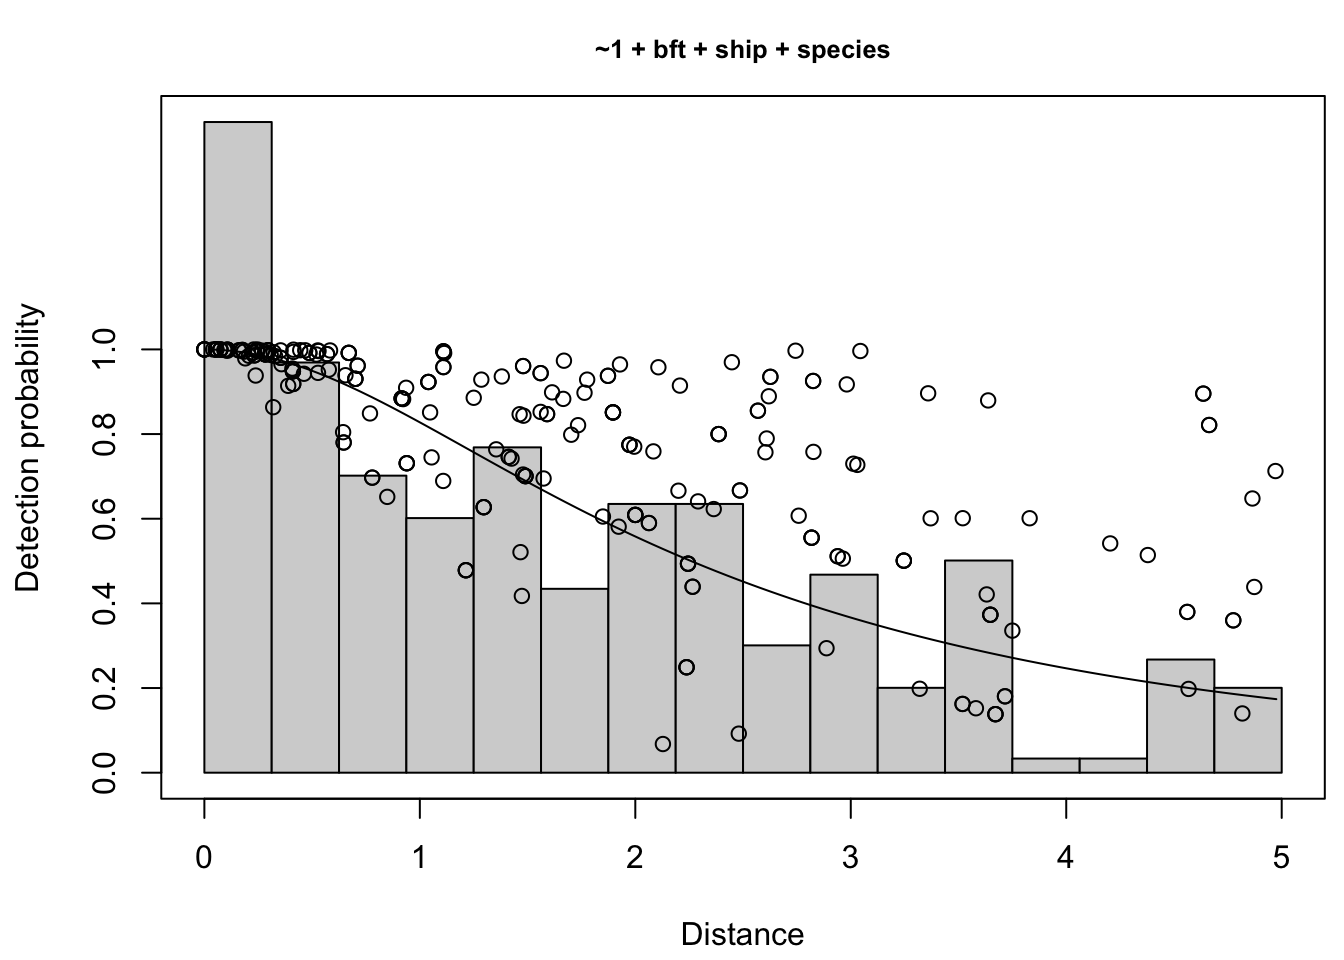 ~1 + bft + ship + species
Detection probability
1.0
0.8
0.6
0.4
0.2
0.0
0 1 2 3 4 5
Distance